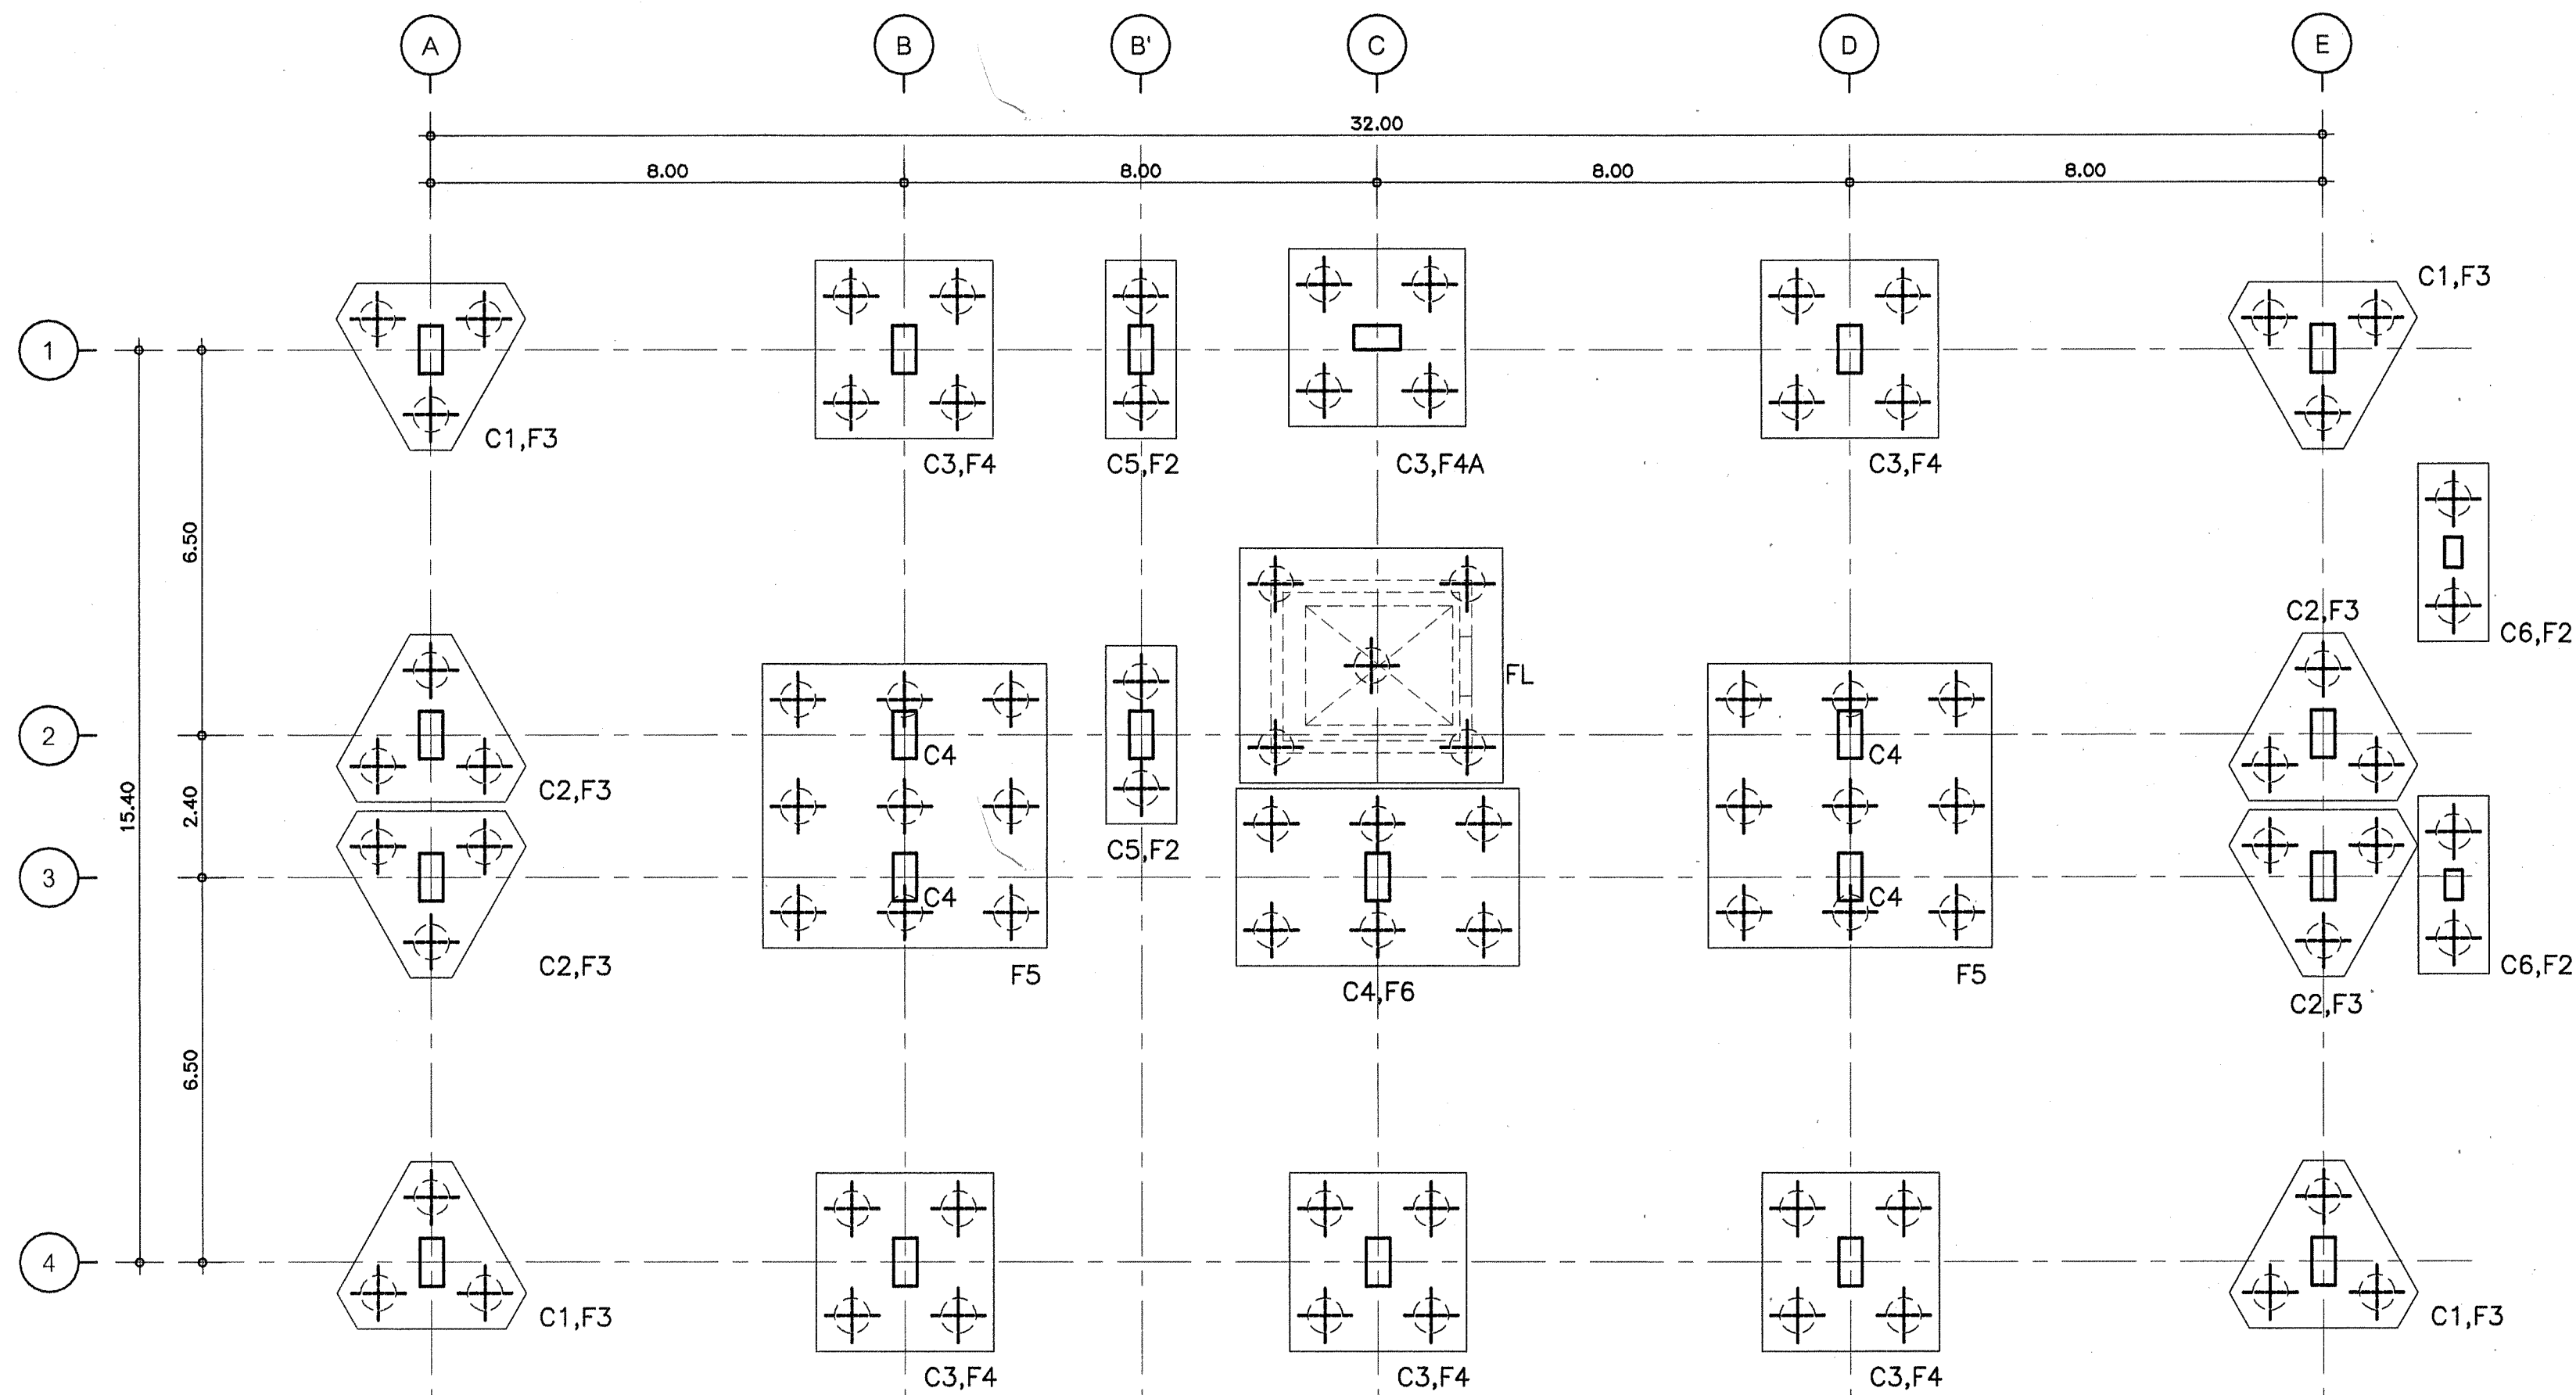 A B B' C D E
32.00
8.00 8.00 8.00 8.00
C1,F3
1
C1,F3
C3,F4 C5,F2 C3,F4A C3,F4
6.50
C2,F3
C6,F2
FL
2
C4 C4
C2,F3
15.40
2.40
C5,F2
3
C4 C4
C2,F3
C6,F2
F5 F5
C4,F6
C2,F3
6.50
4
C1,F3 C1,F3
C3,F4 C3,F4 C3,F4